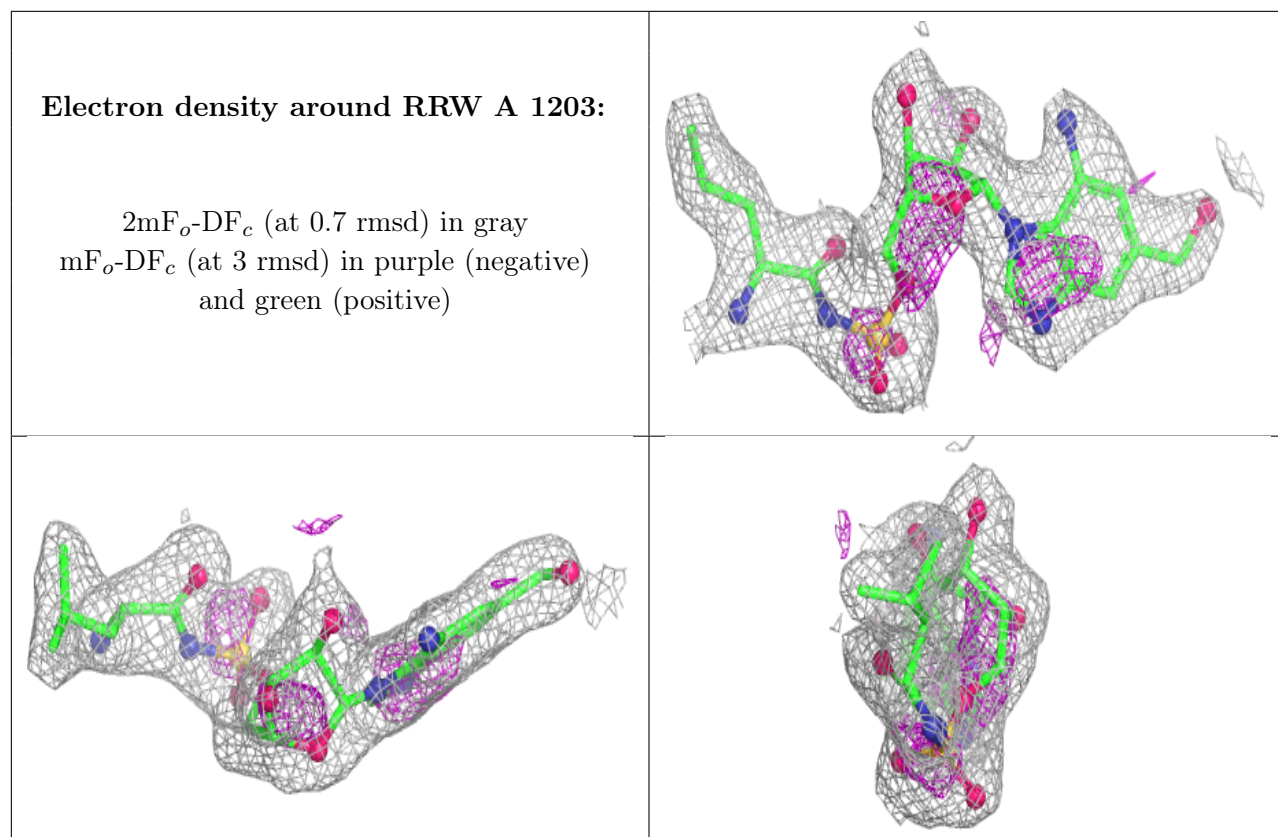 Electron density around RRW A 1203:
2mFo-DFc (at 0.7 rmsd) in gray
mFo-DFc (at 3 rmsd) in purple (negative)
and green (positive)